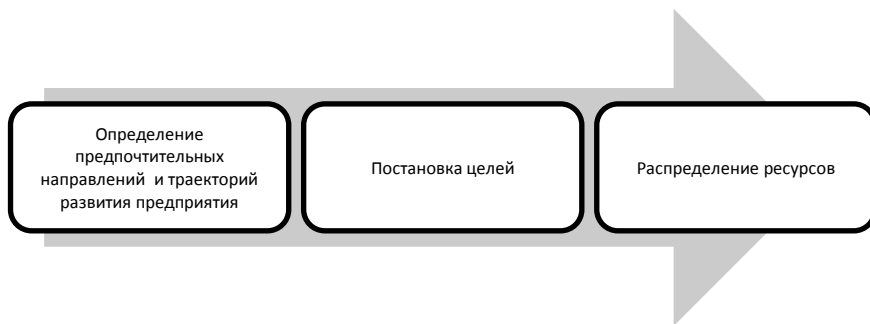 Определение
предпочтительных
направлений  и траекторий
развития предприятия
Постановка целей
Распределение ресурсов